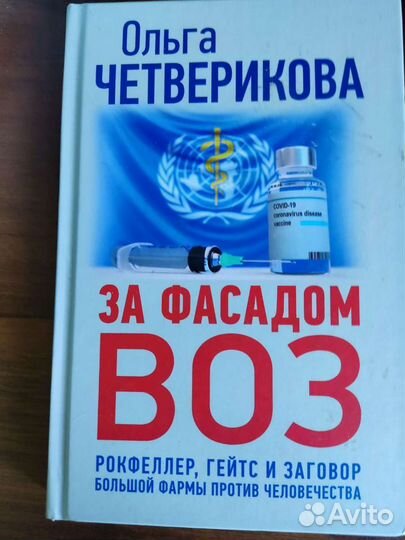 Ольга
ЧЕТВЕРИКОВА
COVID-19
coronavirus disease
vaccine
ЗА ФАСАДОМ
ВОЗ
РОКФЕЛЛЕР, ГЕЙТС И ЗАГОВОР
БОЛЬШОЙ ФАРМЫ ПРОТИВ ЧЕЛОВЕЧЕСТВА
Avito